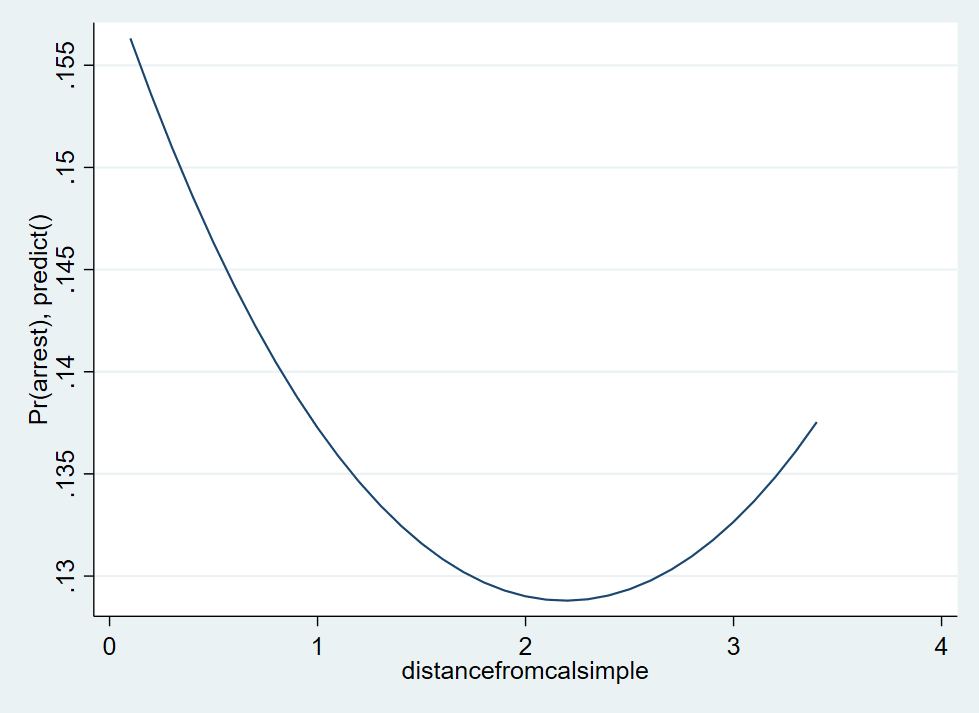 Pr(arrest), predict()
.155
.15
.145
.14
.135
.13
0 1 2 3 4
distancefromcalsimple